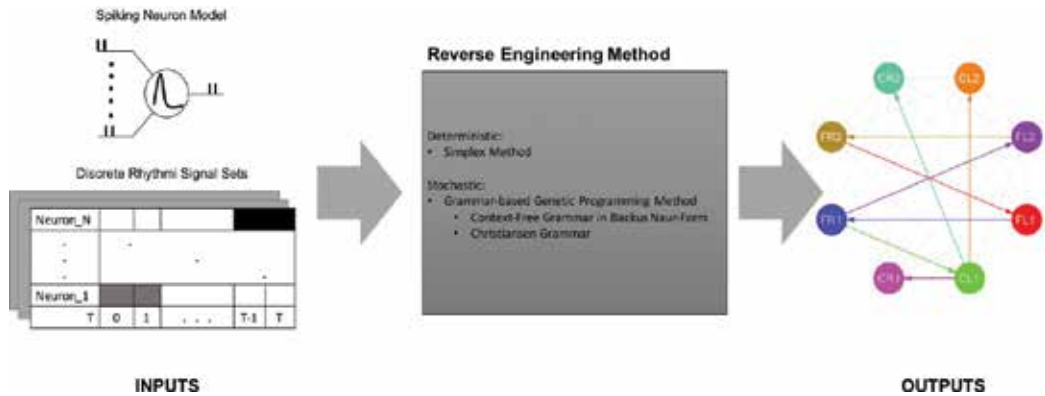 Spiking Neuron Model
Discrete Rhythmi Signal Sets
Neuron_N
Neuron_1
T 0 1 . . . T-1 T
INPUTS
Reverse Engineering Method
Deterministic:
• Simplex Method
Stochastic:
• Grammar-based Genetic Programming Method
• Context-Free Grammar in Backus Naur-Form
• Christiansen Grammar
CR2
CL2
FR2
FL2
FR1
FL1
CR1
CL1
OUTPUTS